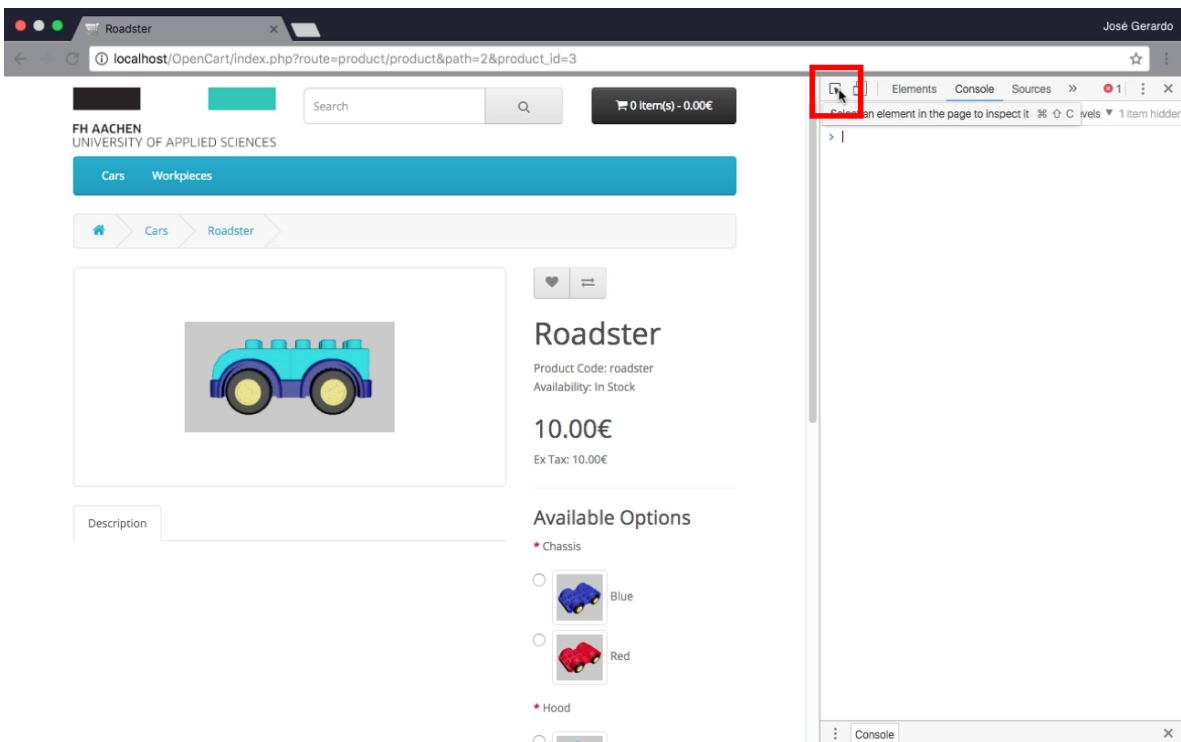 Roadster
José Gerardo
localhost/OpenCart/index.php?route=product/product&path=2&product_id=3
Elements Console Sources » 1
Select an element in the page to inspect it ⌘ ⇧ C evels ▼ 1 item hidden
>
Search
0 item(s) - 0.00€
FH AACHEN
UNIVERSITY OF APPLIED SCIENCES
Cars Workpieces
Cars Roadster
Roadster
Product Code: roadster
Availability: In Stock
10.00€
Ex Tax: 10.00€
Description
Available Options
* Chassis
Blue
Red
* Hood
Console